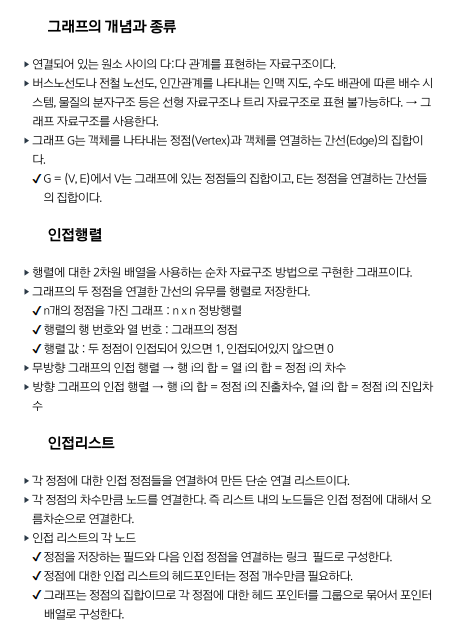 그래프의 개념과 종류
▸ 연결되어 있는 원소 사이의 다:다 관계를 표현하는 자료구조이다.
▸ 버스노선도나 전철 노선도, 인간관계를 나타내는 인맥 지도, 수도 배관에 따른 배수 시
스템, 물질의 분자구조 등은 선형 자료구조나 트리 자료구조로 표현 불가능하다. → 그
래프 자료구조를 사용한다.
▸ 그래프 G는 객체를 나타내는 정점(Vertex)과 객체를 연결하는 간선(Edge)의 집합이
다.
✔ G = (V, E)에서 V는 그래프에 있는 정점들의 집합이고, E는 정점을 연결하는 간선들
의 집합이다.
인접행렬
▸ 행렬에 대한 2차원 배열을 사용하는 순차 자료구조 방법으로 구현한 그래프이다.
▸ 그래프의 두 정점을 연결한 간선의 유무를 행렬로 저장한다.
✔ n개의 정점을 가진 그래프 : n x n 정방행렬
✔ 행렬의 행 번호와 열 번호 : 그래프의 정점
✔ 행렬 값 : 두 정점이 인접되어 있으면 1, 인접되어있지 않으면 0
▸ 무방향 그래프의 인접 행렬 → 행 i의 합 = 열 i의 합 = 정점 i의 차수
▸ 방향 그래프의 인접 행렬 → 행 i의 합 = 정점 i의 진출차수, 열 i의 합 = 정점 i의 진입차
수
인접리스트
▸ 각 정점에 대한 인접 정점들을 연결하여 만든 단순 연결 리스트이다.
▸ 각 정점의 차수만큼 노드를 연결한다. 즉 리스트 내의 노드들은 인접 정점에 대해서 오
름차순으로 연결한다.
▸ 인접 리스트의 각 노드
✔ 정점을 저장하는 필드와 다음 인접 정점을 연결하는 링크 필드로 구성한다.
✔ 정점에 대한 인접 리스트의 헤드포인터는 정점 개수만큼 필요하다.
✔ 그래프는 정점의 집합이므로 각 정점에 대한 헤드 포인터를 그룹으로 묶어서 포인터
배열로 구성한다.